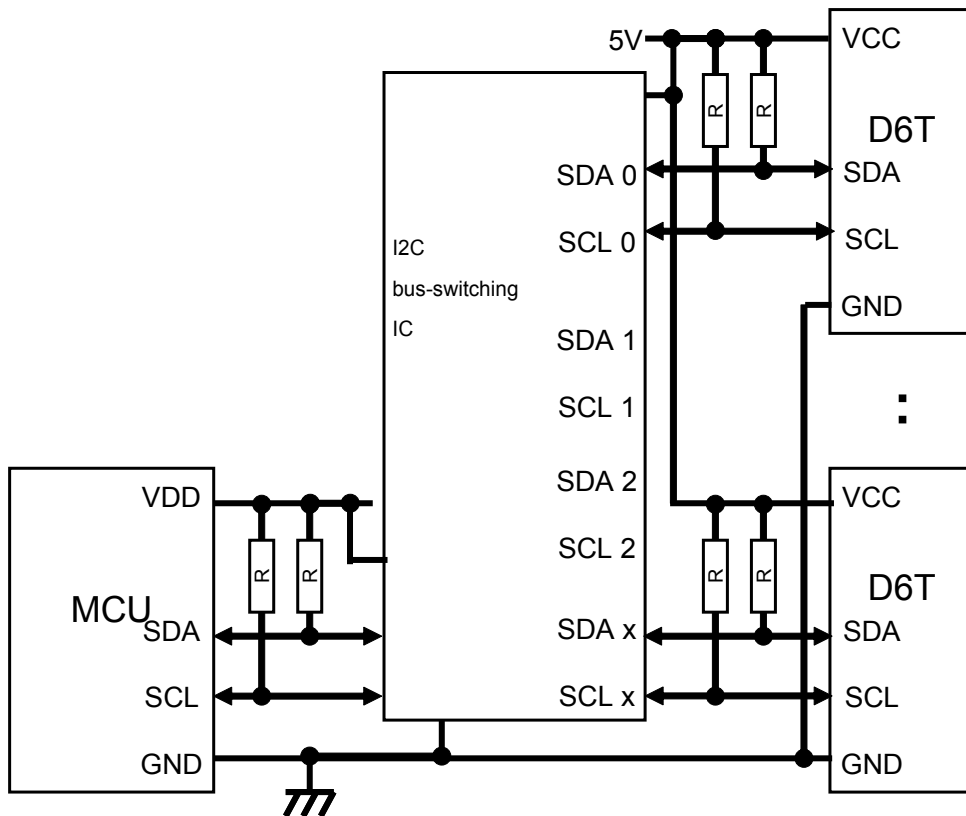 5V
VCC
R
R
D6T
SDA 0
SDA
SCL 0
SCL
I2C
bus-switching
IC
GND
SDA 1
SCL 1
:
VDD
SDA 2
VCC
SCL 2
R
R
R
R
MCU
D6T
SDA
SDA x
SDA
SCL
SCL x
SCL
GND
GND